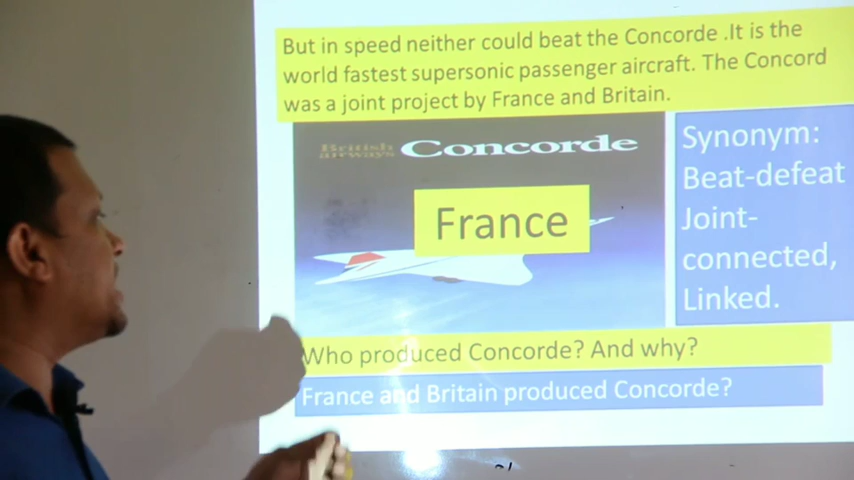 But in speed neither could beat the Concorde .It is the
world fastest supersonic passenger aircraft. The Concord
was a joint project by France and Britain.
British
airways
Concorde
France
Synonym:
Beat-defeat
Joint-
connected,
Linked.
Who produced Concorde? And why?
France and Britain produced Concorde?